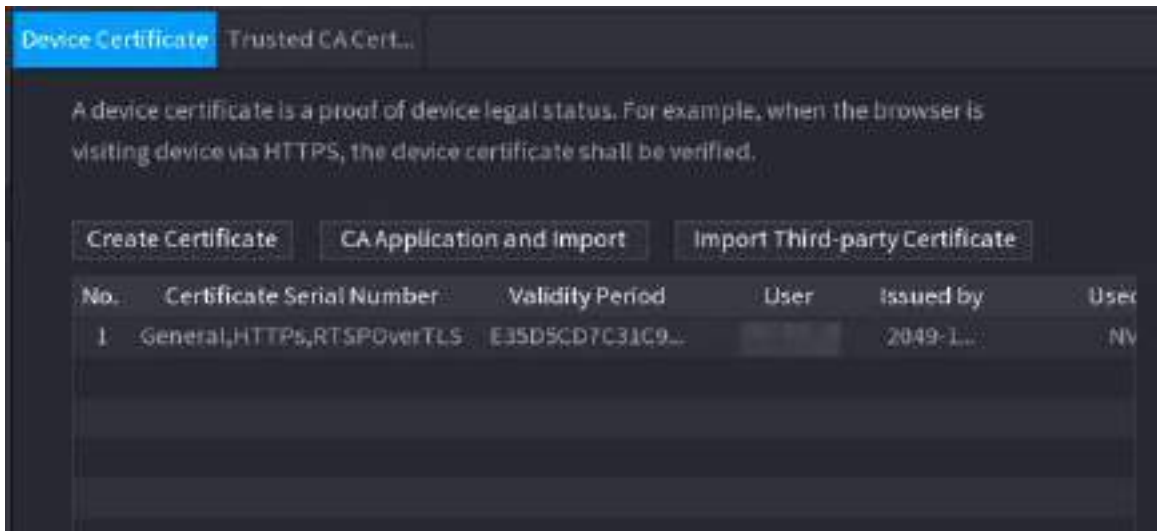 Device Certificate Trusted CA Cert...
A device certificate is a proof of device legal status. For example, when the browser is
visiting device via HTTPS, the device certificate shall be verified.
Create Certificate CA Application and Import Import Third-party Certificate
No. Certificate Serial Number Validity Period User Issued by Used
1 General,HTTPs,RTSPOverTLS E35D5CD7C31C9... 2049-1... NV